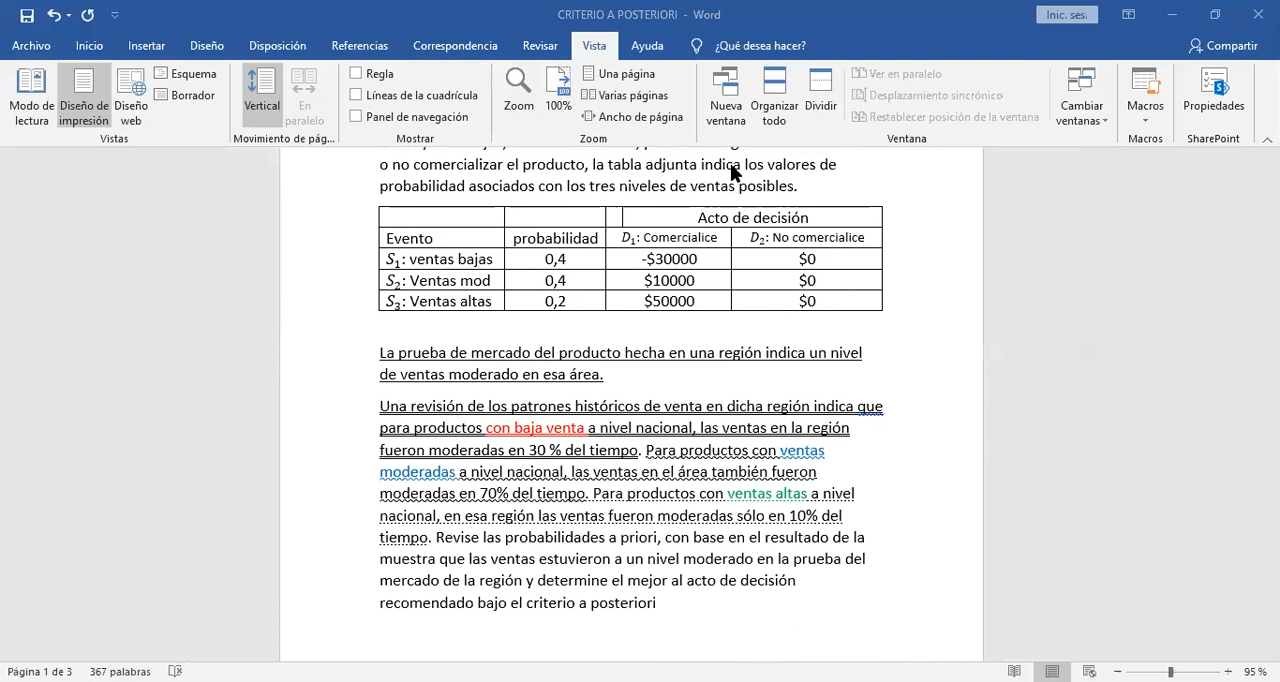 CRITERIO A POSTERIORI - Word
Inic. ses.
Archivo Inicio Insertar Diseño Disposición Referencias Correspondencia Revisar Vista Ayuda ¿Qué desea hacer? Compartir
Modo de lectura
Diseño de impresión
Diseño web
Esquema
Borrador
Vistas
Vertical
En paralelo
Movimiento de pág...
Regla
Líneas de la cuadrícula
Panel de navegación
Mostrar
Zoom
100%
Una página
Varias páginas
Ancho de página
Zoom
Nueva ventana
Organizar todo
Dividir
Ver en paralelo
Desplazamiento sincrónico
Restablecer posición de la ventana
Ventana
Cambiar ventanas
Macros
Macros
Propiedades
SharePoint
o no comercializar el producto, la tabla adjunta indica los valores de
probabilidad asociados con los tres niveles de ventas posibles.
Acto de decisión
Evento probabilidad D₁: Comercialice D₂: No comercialice
S₁: ventas bajas 0,4 -$30000 $0
S₂: Ventas mod 0,4 $10000 $0
S₃: Ventas altas 0,2 $50000 $0
La prueba de mercado del producto hecha en una región indica un nivel
de ventas moderado en esa área.
Una revisión de los patrones históricos de venta en dicha región indica que
para productos con baja venta a nivel nacional, las ventas en la región
fueron moderadas en 30 % del tiempo. Para productos con ventas
moderadas a nivel nacional, las ventas en el área también fueron
moderadas en 70% del tiempo. Para productos con ventas altas a nivel
nacional, en esa región las ventas fueron moderadas sólo en 10% del
tiempo. Revise las probabilidades a priori, con base en el resultado de la
muestra que las ventas estuvieron a un nivel moderado en la prueba del
mercado de la región y determine el mejor al acto de decisión
recomendado bajo el criterio a posteriori
Página 1 de 3 367 palabras 95 %